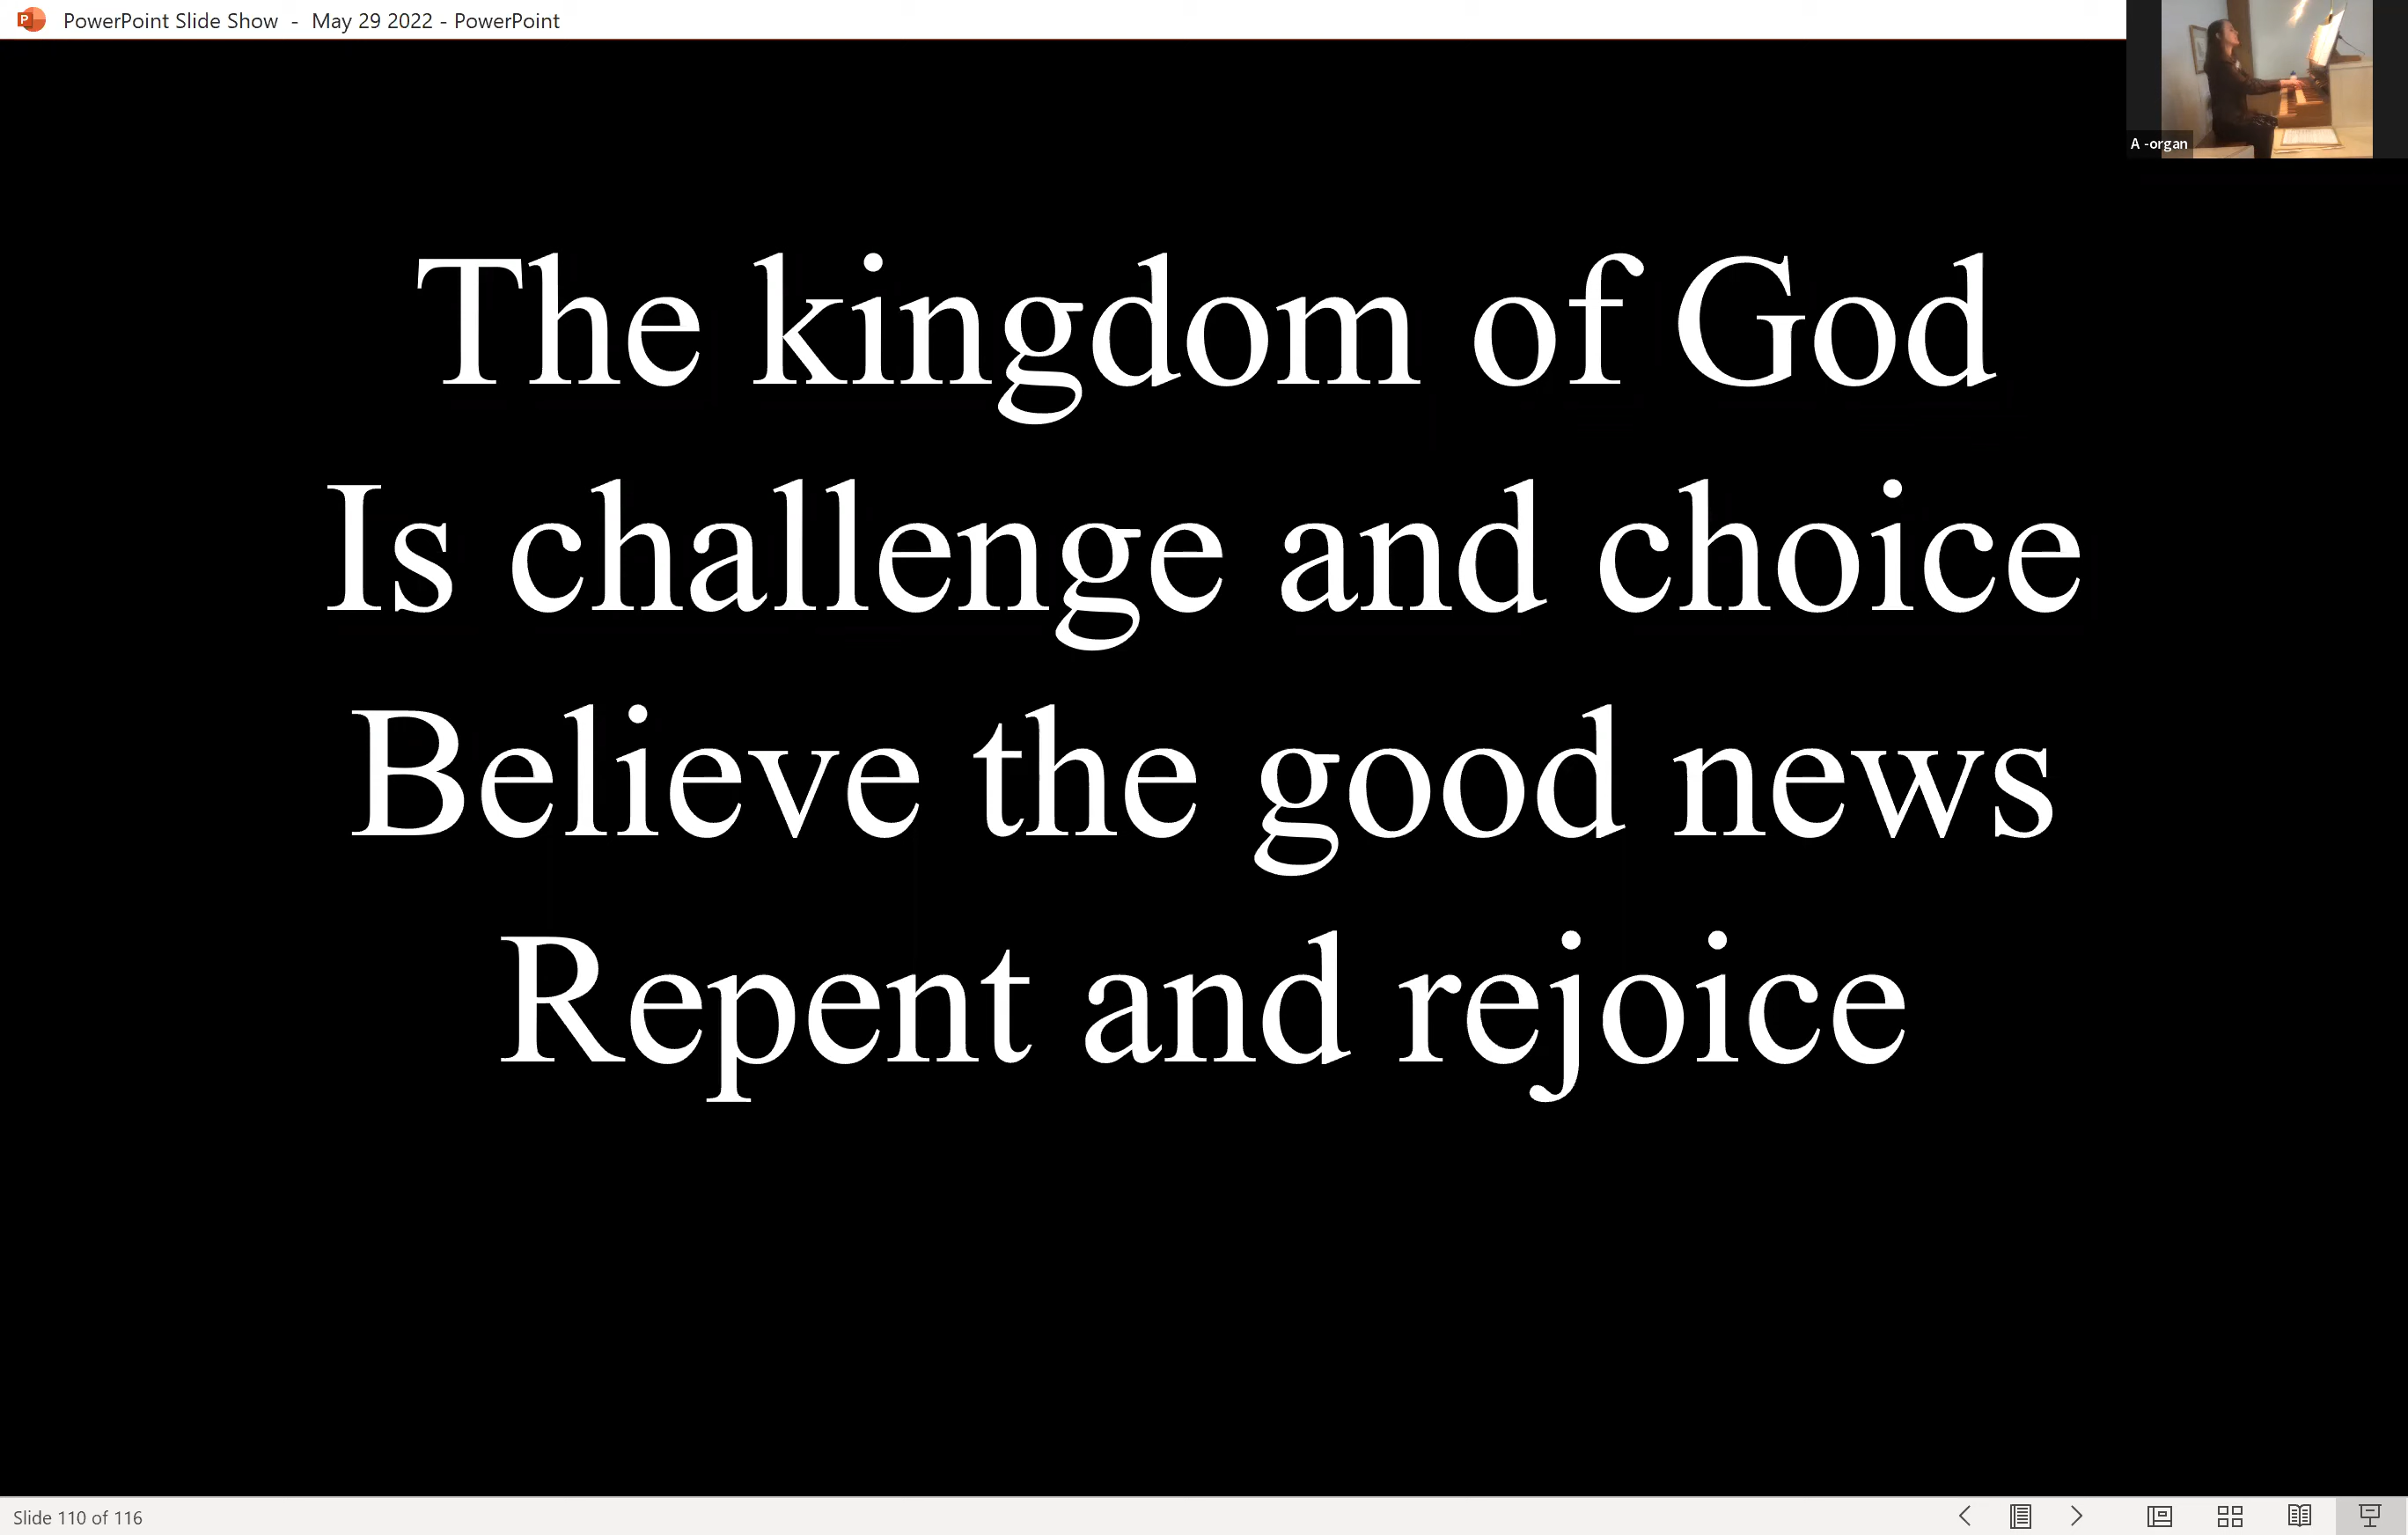 PowerPoint Slide Show - May 29 2022 - PowerPoint
A -organ
The kingdom of God
Is challenge and choice
Believe the good news
Repent and rejoice
Slide 110 of 116